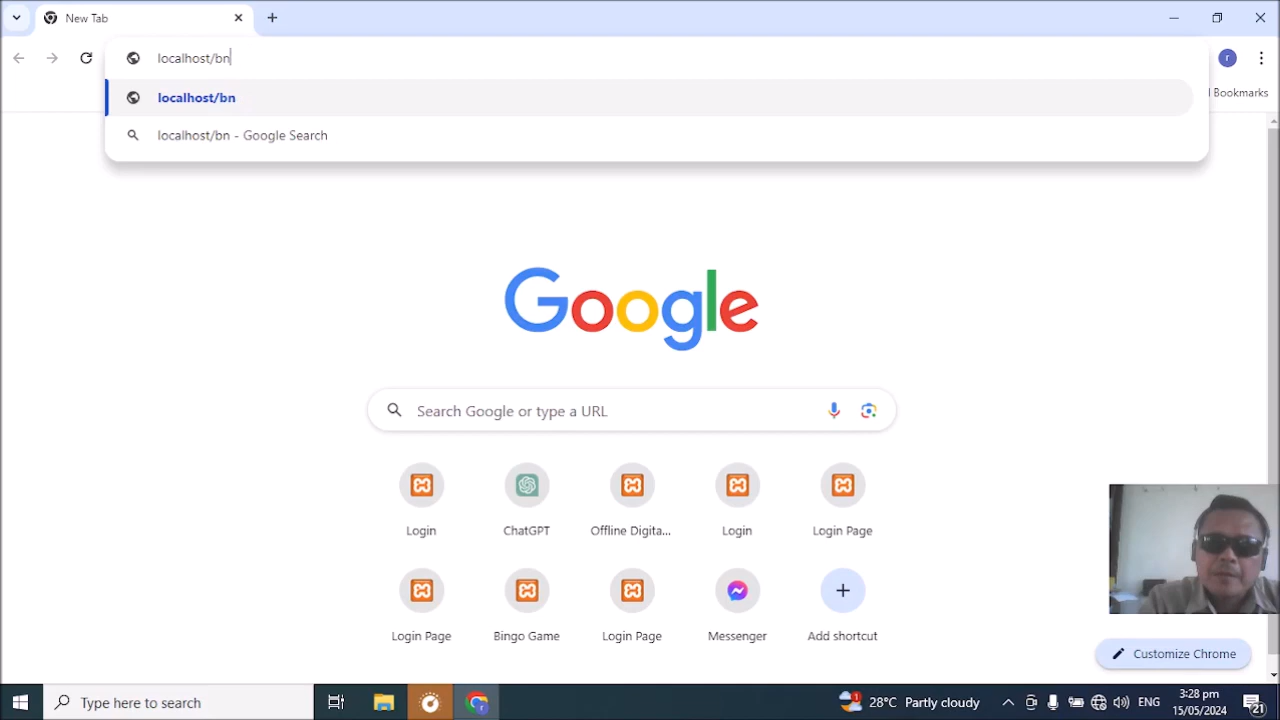 New Tab
localhost/bn
localhost/bn
localhost/bn - Google Search
r
Bookmarks
Google
Search Google or type a URL
Login
ChatGPT
Offline Digita...
Login
Login Page
Login Page
Bingo Game
Login Page
Messenger
Add shortcut
Customize Chrome
Type here to search
1
28°C Partly cloudy
ENG
3:28 pm
15/05/2024
21